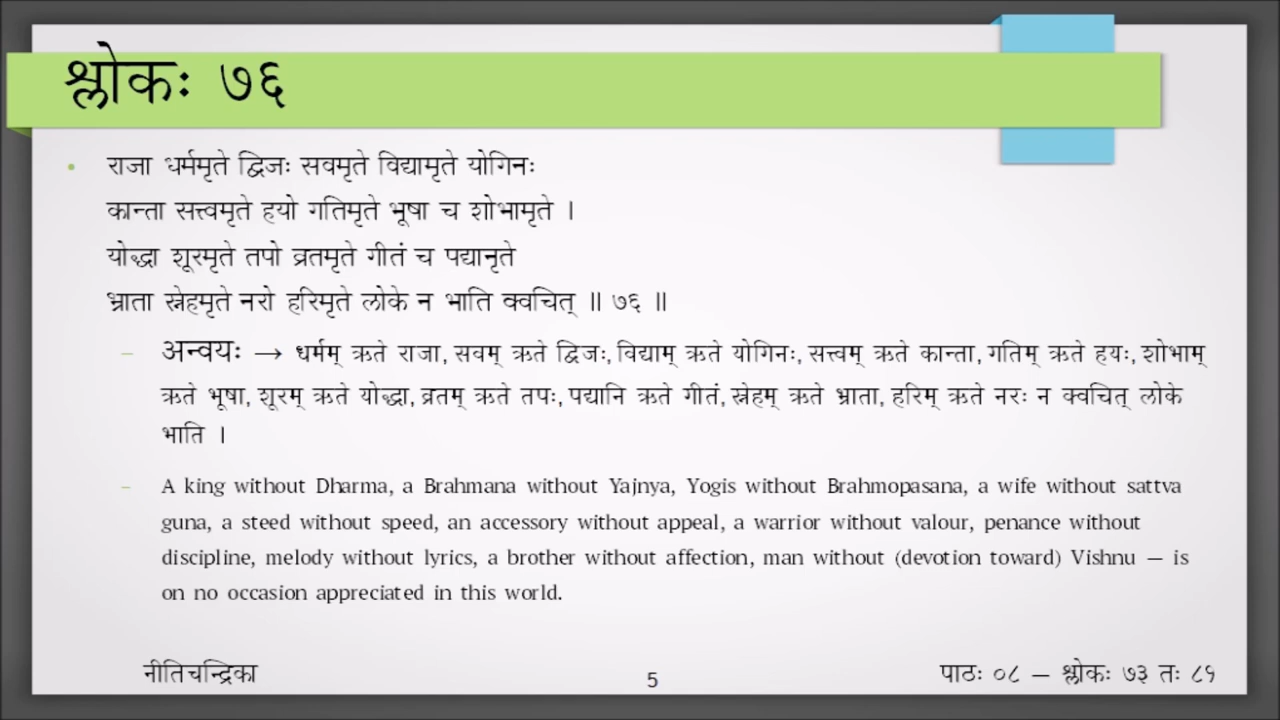 श्लोकः ७६
• राजा धर्ममृते द्विजः सवमृते विद्यामृते योगिनः
कान्ता सत्त्वमृते हयो गतिमृते भूषा च शोभामृते ।
योद्धा शूरमृते तपो व्रतमृते गीतं च पद्यानृते
भ्राता स्नेहमृते नरो हरिमृते लोके न भाति क्वचित् ॥ ७६ ॥
– अन्वयः → धर्मम् ऋते राजा, सवम् ऋते द्विजः, विद्याम् ऋते योगिनः, सत्त्वम् ऋते कान्ता, गतिम् ऋते हयः, शोभाम्
ऋते भूषा, शूरम् ऋते योद्धा, व्रतम् ऋते तपः, पद्यानि ऋते गीतं, स्नेहम् ऋते भ्राता, हरिम् ऋते नरः न क्वचित् लोके
भाति ।
– A king without Dharma, a Brahmana without Yajnya, Yogis without Brahmopasana, a wife without sattva
guna, a steed without speed, an accessory without appeal, a warrior without valour, penance without
discipline, melody without lyrics, a brother without affection, man without (devotion toward) Vishnu – is
on no occasion appreciated in this world.
नीतिचन्द्रिका 5 पाठः ०८ – श्लोकः ७३ तः ८१